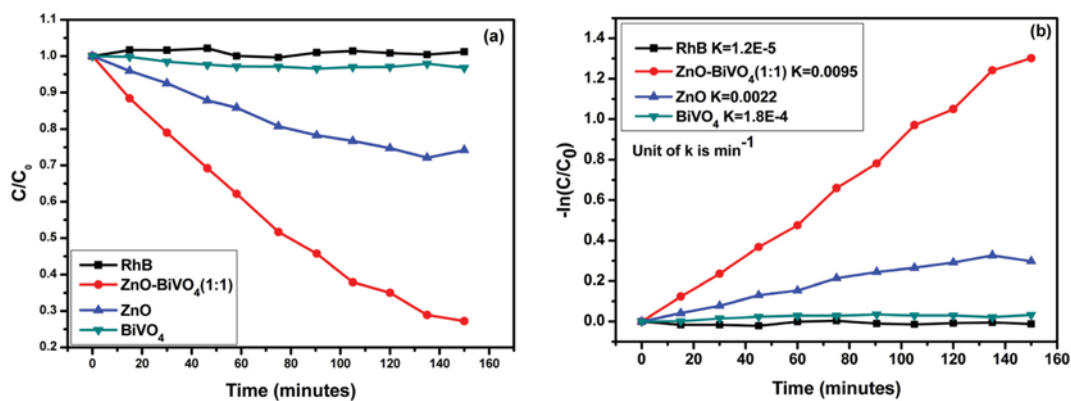 (a)
1.0
0.9
0.8
0.7
0.6
0.5
0.4
0.3
0.2
C/C₀
RhB
ZnO-BiVO₄(1:1)
ZnO
BiVO₄
0 20 40 60 80 100 120 140 160
Time (minutes)
(b)
RhB K=1.2E-5
ZnO-BiVO₄(1:1) K=0.0095
ZnO K=0.0022
BiVO₄ K=1.8E-4
Unit of k is min⁻¹
1.4
1.2
1.0
0.8
0.6
0.4
0.2
0.0
-ln(C/C₀)
0 20 40 60 80 100 120 140 160
Time (minutes)